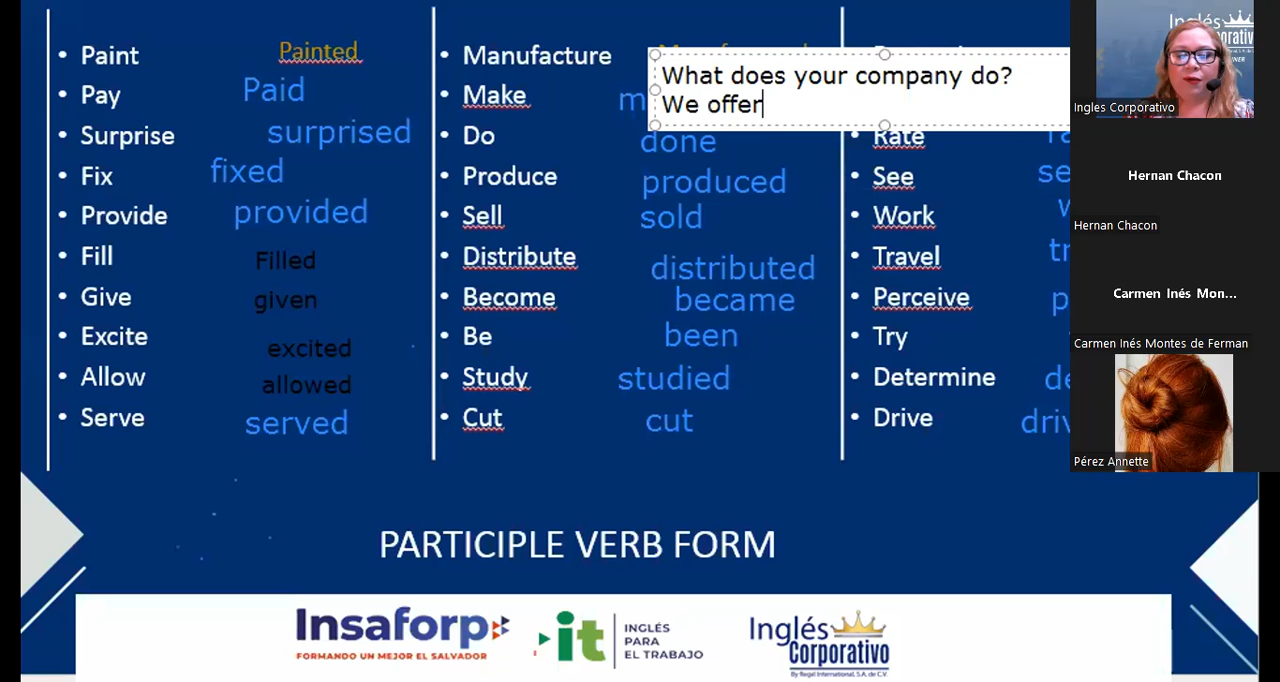 Paint Painted
Pay Paid
Surprise surprised
Fix fixed
Provide provided
Fill Filled
Give given
Excite excited
Allow allowed
Serve served
Manufacture
Make
Do done
Produce produced
Sell sold
Distribute distributed
Become became
Be been
Study studied
Cut cut
What does your company do?
We offer
Rate
See
Work
Travel
Perceive
Try
Determine
Drive
PARTICIPLE VERB FORM
Insaforp
FORMANDO UN MEJOR EL SALVADOR
it
INGLÉS
PARA
EL TRABAJO
Inglés
Corporativo
By Regal International, S.A. de C.V.
Ingles Corporativo
Hernan Chacon
Hernan Chacon
Carmen Inés Mon...
Carmen Inés Montes de Ferman
Pérez Annette